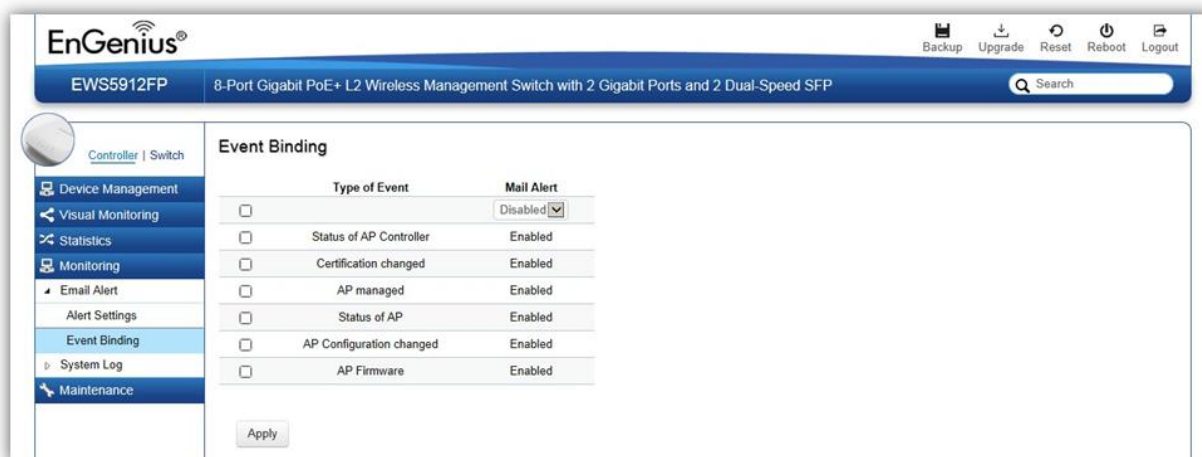 EnGenius®
Backup Upgrade Reset Reboot Logout
EWS5912FP 8-Port Gigabit PoE+ L2 Wireless Management Switch with 2 Gigabit Ports and 2 Dual-Speed SFP Search
Controller | Switch
Device Management
Visual Monitoring
Statistics
Monitoring
Email Alert
Alert Settings
Event Binding
System Log
Maintenance
Event Binding
Type of Event Mail Alert
Disabled
Status of AP Controller Enabled
Certification changed Enabled
AP managed Enabled
Status of AP Enabled
AP Configuration changed Enabled
AP Firmware Enabled
Apply